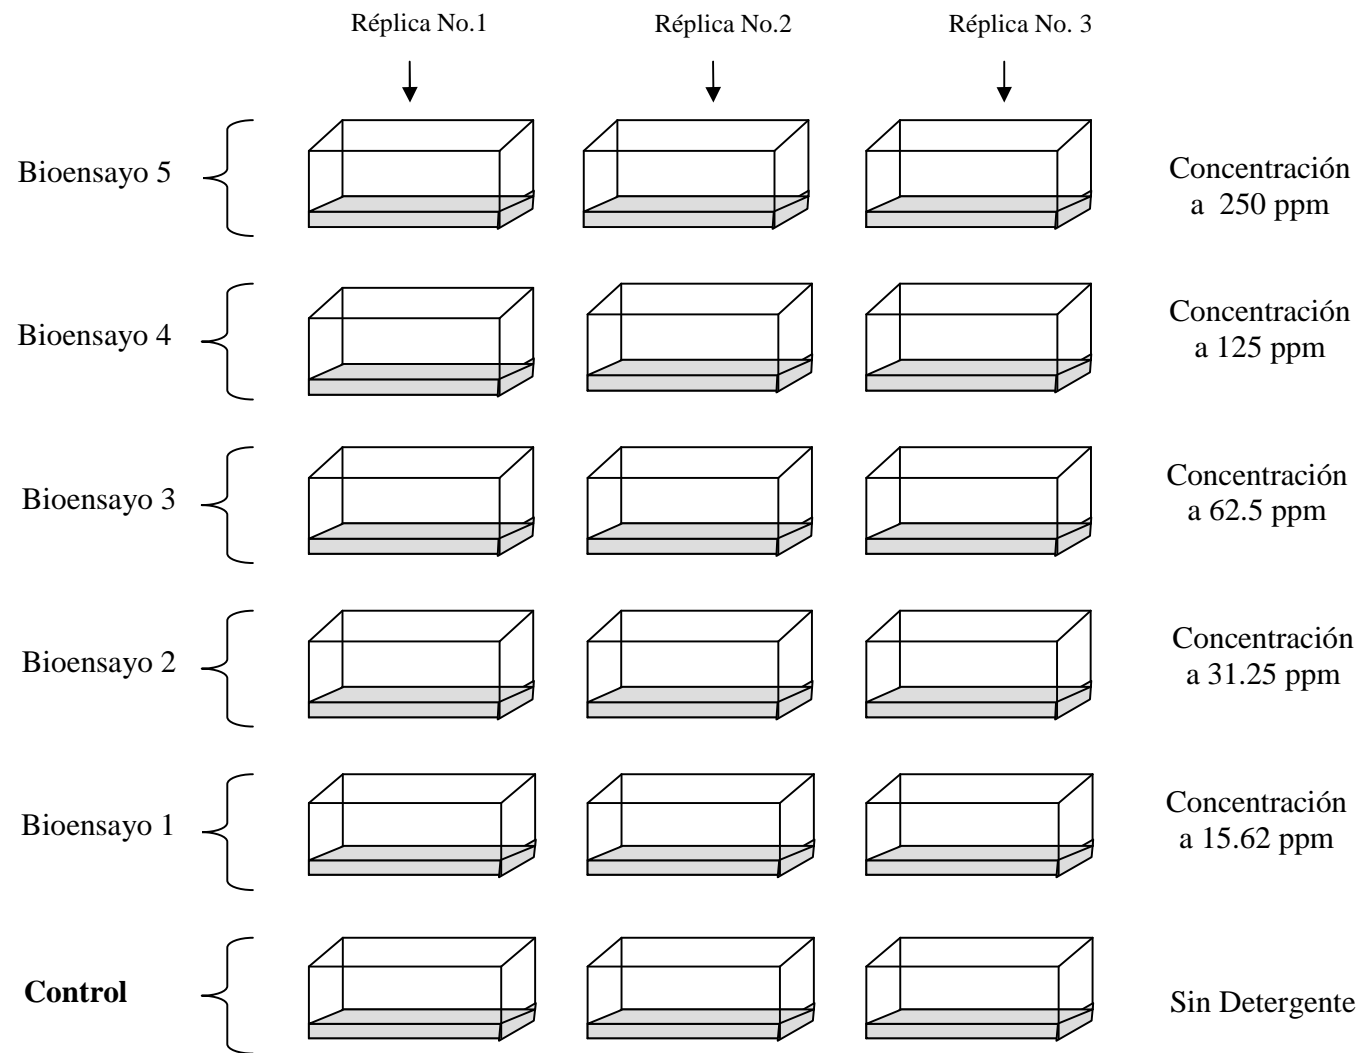 Réplica No.1
Réplica No.2
Réplica No. 3
Bioensayo 5
Concentración
a 250 ppm
Bioensayo 4
Concentración
a 125 ppm
Bioensayo 3
Concentración
a 62.5 ppm
Bioensayo 2
Concentración
a 31.25 ppm
Bioensayo 1
Concentración
a 15.62 ppm
Control
Sin Detergente